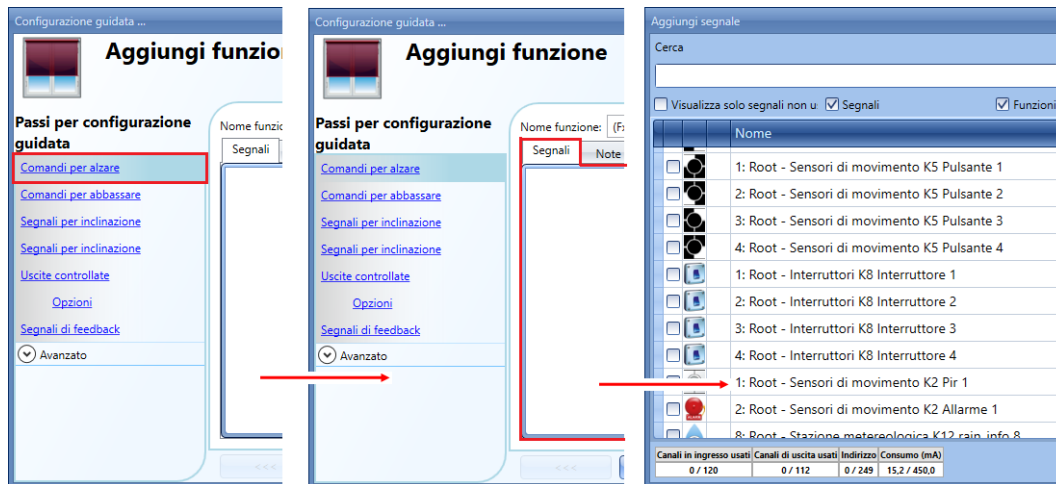 Configurazione guidata ...
Aggiungi funzio
Passi per configurazione
guidata
Comandi per alzare
Comandi per abbassare
Segnali per inclinazione
Segnali per inclinazione
Uscite controllate
Opzioni
Segnali di feedback
Avanzato
Nome funzio
Segnali
<<<
Configurazione guidata ...
Aggiungi funzione
Passi per configurazione
guidata
Comandi per alzare
Comandi per abbassare
Segnali per inclinazione
Segnali per inclinazione
Uscite controllate
Opzioni
Segnali di feedback
Avanzato
Nome funzione: (Fx
Segnali Note
<<<
Aggiungi segnale
Cerca
Visualizza solo segnali non u Segnali Funzioni
Nome
1: Root - Sensori di movimento K5 Pulsante 1
2: Root - Sensori di movimento K5 Pulsante 2
3: Root - Sensori di movimento K5 Pulsante 3
4: Root - Sensori di movimento K5 Pulsante 4
1: Root - Interruttori K8 Interruttore 1
2: Root - Interruttori K8 Interruttore 2
3: Root - Interruttori K8 Interruttore 3
4: Root - Interruttori K8 Interruttore 4
1: Root - Sensori di movimento K2 Pir 1
2: Root - Sensori di movimento K2 Allarme 1
8: Root - Stazione metereologica K12 rain_info 8
Canali in ingresso usati Canali di uscita usati Indirizzo Consumo (mA)
0 / 120 0 / 112 0 / 249 15,2 / 450,0